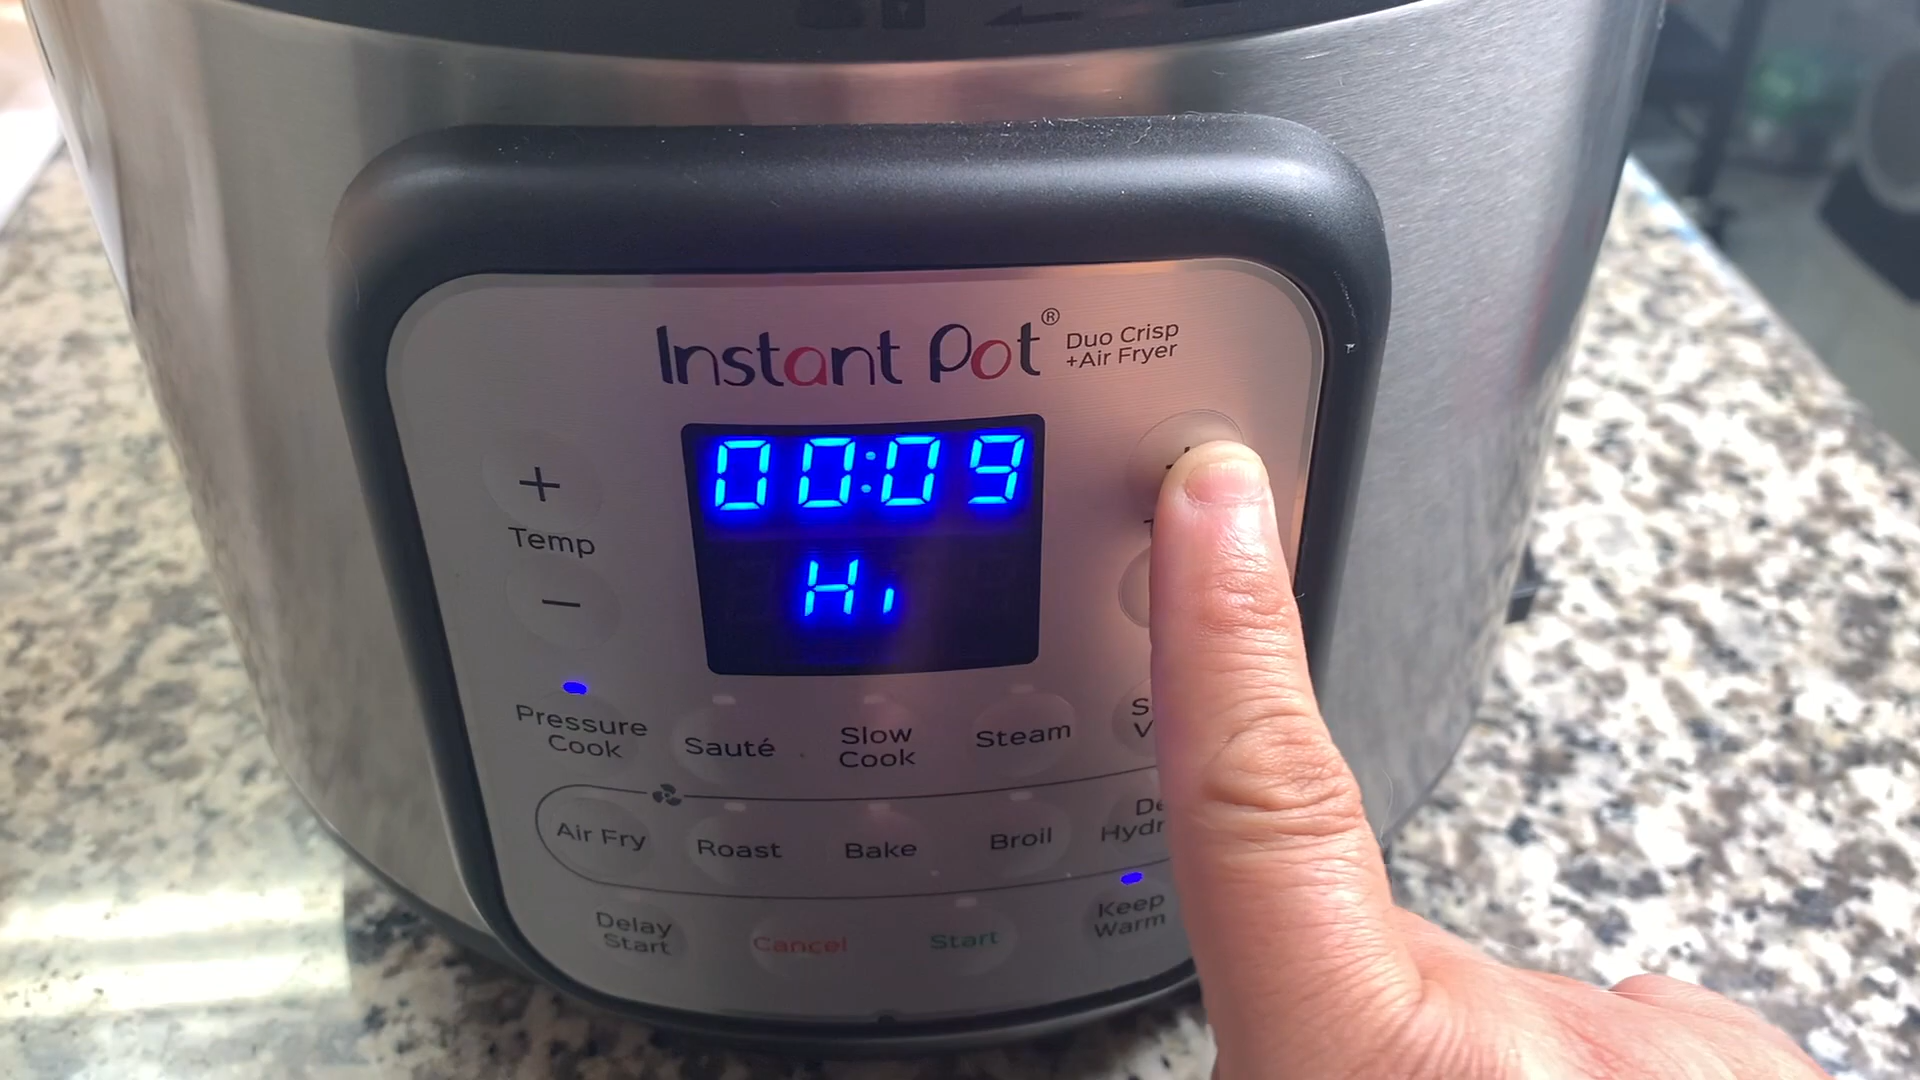 Instant Pot®
Duo Crisp
+Air Fryer
00:09
Hi
+
Temp
−
Pressure
Cook
Sauté
Slow
Cook
Steam
Air Fry
Roast
Bake
Broil
Delay
Start
Cancel
Start
Keep
Warm